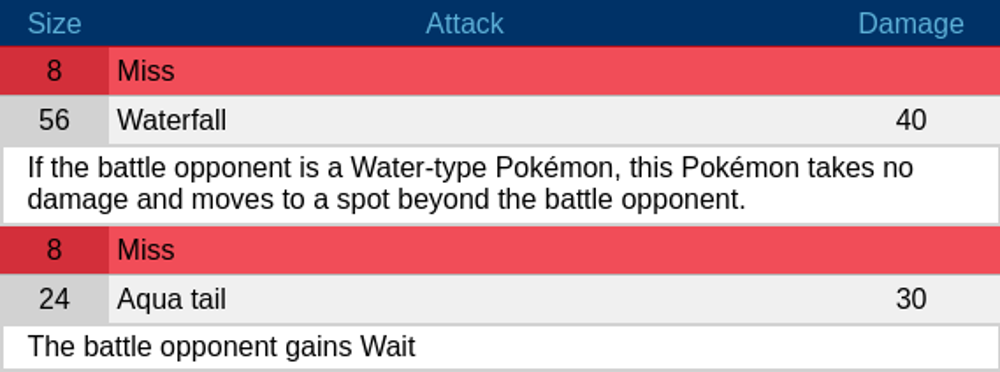 Size Attack Damage
8 Miss
56 Waterfall 40
If the battle opponent is a Water-type Pokémon, this Pokémon takes no
damage and moves to a spot beyond the battle opponent.
8 Miss
24 Aqua tail 30
The battle opponent gains Wait